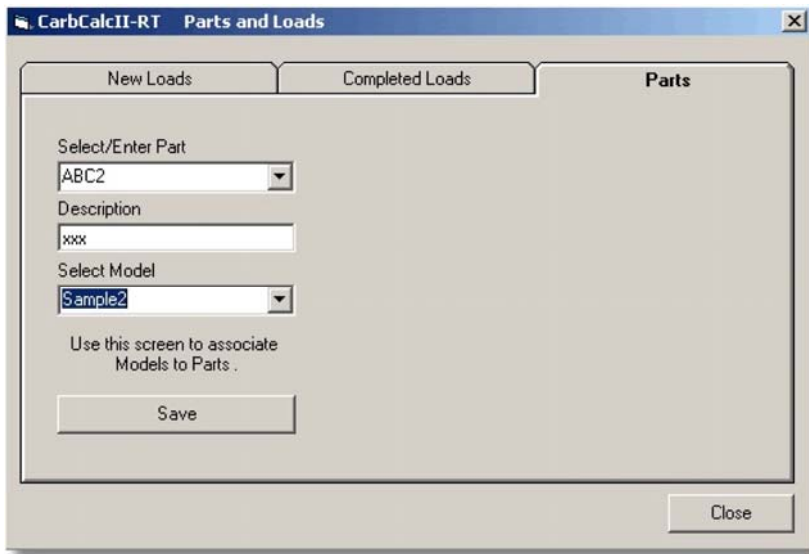 CarbCalcII-RT Parts and Loads
New Loads
Completed Loads
Parts
Select/Enter Part
ABC2
Description
xxx
Select Model
Sample2
Use this screen to associate
Models to Parts .
Save
Close